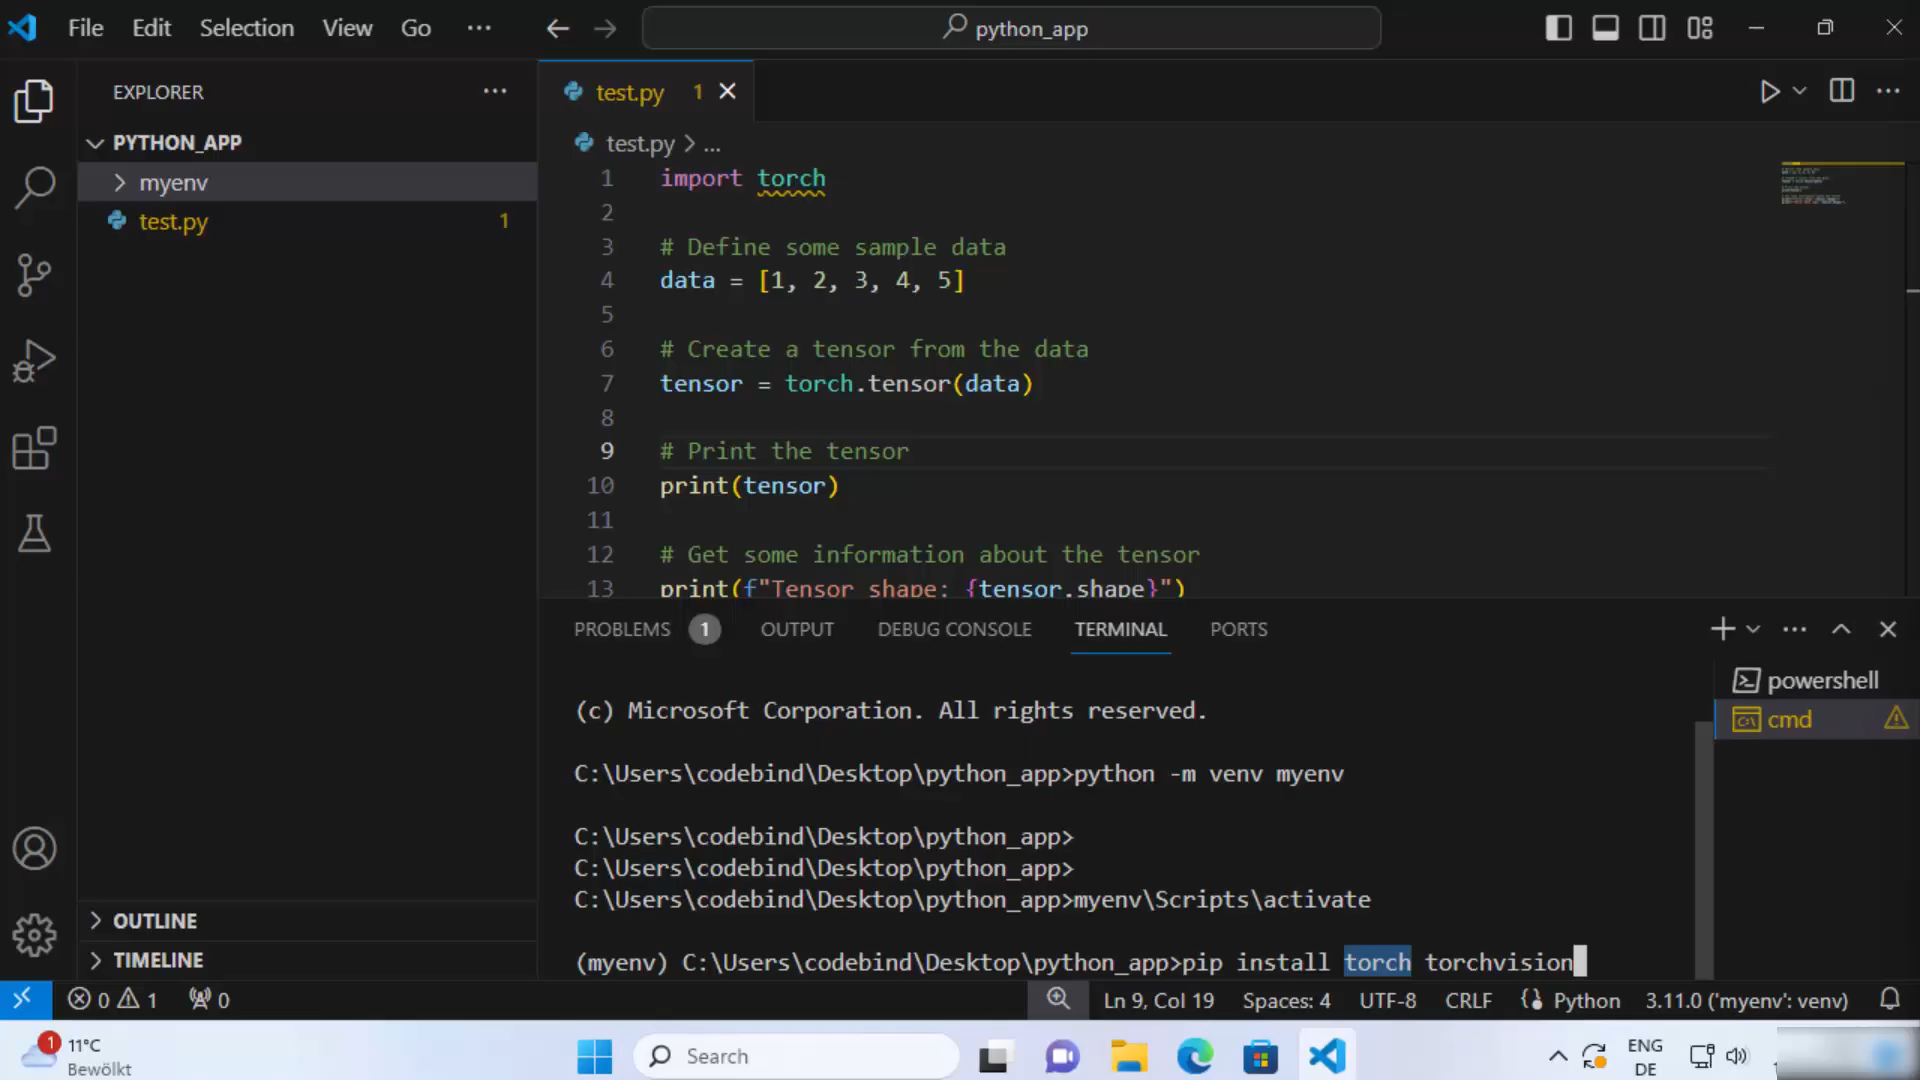 File Edit Selection View Go ··· python_app
EXPLORER ···
PYTHON_APP
myenv
test.py 1
OUTLINE
TIMELINE
test.py 1
test.py > ...
1 import torch
2
3 # Define some sample data
4 data = [1, 2, 3, 4, 5]
5
6 # Create a tensor from the data
7 tensor = torch.tensor(data)
8
9 # Print the tensor
10 print(tensor)
11
12 # Get some information about the tensor
13 print(f"Tensor shape: {tensor.shape}")
PROBLEMS 1 OUTPUT DEBUG CONSOLE TERMINAL PORTS
(c) Microsoft Corporation. All rights reserved.
C:\Users\codebind\Desktop\python_app>python -m venv myenv
C:\Users\codebind\Desktop\python_app>
C:\Users\codebind\Desktop\python_app>
C:\Users\codebind\Desktop\python_app>myenv\Scripts\activate
(myenv) C:\Users\codebind\Desktop\python_app>pip install torch torchvision
powershell
cmd
0 1 0 Ln 9, Col 19 Spaces: 4 UTF-8 CRLF Python 3.11.0 ('myenv': venv)
1 11°C
Bewölkt
Search
ENG
DE